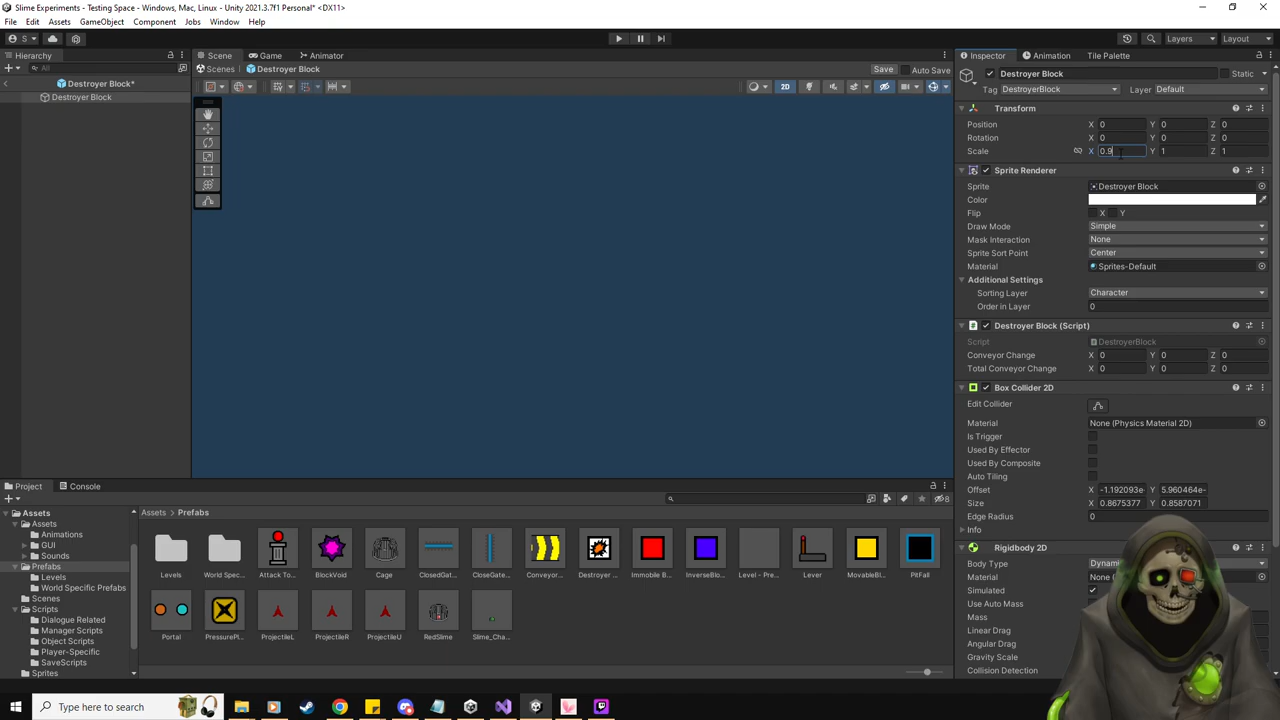 Slime Experiments - Testing Space - Windows, Mac, Linux - Unity 2021.3.7f1 Personal* <DX11>
File Edit Assets GameObject Component Jobs Window Help
S Layers Layout
Hierarchy
All
Destroyer Block*
Destroyer Block
Scene Game Animator
Scenes Destroyer Block Save Auto Save
2D
Inspector Animation Tile Palette
Destroyer Block Static
Tag DestroyerBlock Layer Default
Transform
Position X 0 Y 0 Z 0
Rotation X 0 Y 0 Z 0
Scale X 0.9 Y 1 Z 1
Sprite Renderer
Sprite Destroyer Block
Color
Flip X Y
Draw Mode Simple
Mask Interaction None
Sprite Sort Point Center
Material Sprites-Default
Additional Settings
Sorting Layer Character
Order in Layer 0
Destroyer Block (Script)
Script DestroyerBlock
Conveyor Change X 0 Y 0 Z 0
Total Conveyor Change X 0 Y 0 Z 0
Box Collider 2D
Edit Collider
Material None (Physics Material 2D)
Is Trigger
Used By Effector
Used By Composite
Auto Tiling
Offset X -1.192093e- Y 5.960464e-
Size X 0.8675377 Y 0.8587071
Edge Radius 0
Info
Rigidbody 2D
Body Type Dynami
Material None (
Simulated
Use Auto Mass
Mass
Linear Drag
Angular Drag
Gravity Scale
Collision Detection
Project Console
8
Assets
Assets
Animations
GUI
Sounds
Prefabs
Levels
World Specific Prefabs
Scenes
Scripts
Dialogue Related
Manager Scripts
Object Scripts
Player-Specific
SaveScripts
Sprites
Assets Prefabs
Levels World Spec... Attack To... BlockVoid Cage ClosedGat... CloseGate... Conveyor... Destroyer ... Immobile B... InverseBlo... Level - Pre... Lever MovableBl... PitFall
Portal PressurePl... ProjectileL ProjectileR ProjectileU RedSlime Slime_Cha...
Type here to search